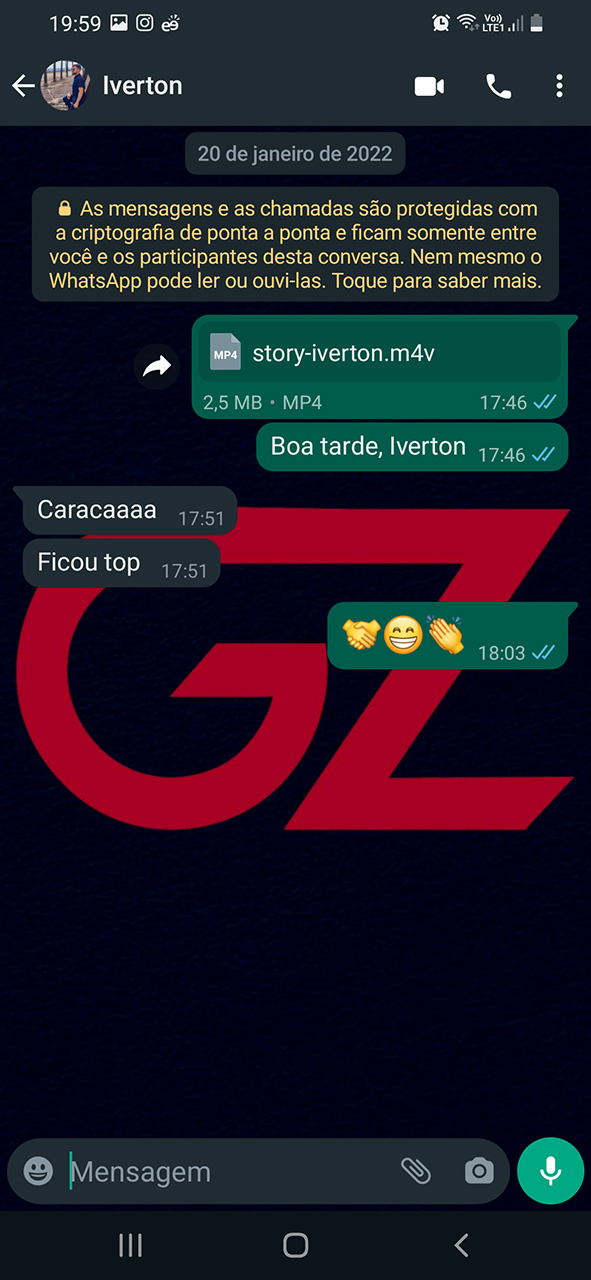 19:59
Vo))
LTE1
Iverton
20 de janeiro de 2022
As mensagens e as chamadas são protegidas com
a criptografia de ponta a ponta e ficam somente entre
você e os participantes desta conversa. Nem mesmo o
WhatsApp pode ler ou ouvi-las. Toque para saber mais.
MP4 story-iverton.m4v
2,5 MB • MP4 17:46
Boa tarde, Iverton 17:46
Caracaaaa 17:51
Ficou top 17:51
🤝😁👏 18:03
GZ
Mensagem